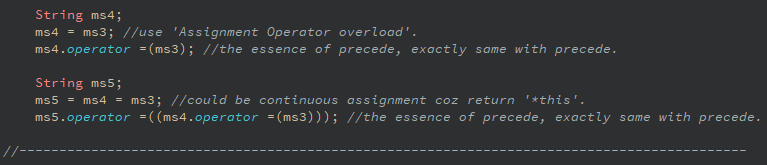 String ms4;
ms4 = ms3; //use 'Assignment Operator overload'.
ms4.operator =(ms3); //the essence of precede, exactly same with precede.
String ms5;
ms5 = ms4 = ms3; //could be continuous assignment coz return '*this'.
ms5.operator =((ms4.operator =(ms3))); //the essence of precede, exactly same with precede.
//-------------------------------------------------------------------------------------------